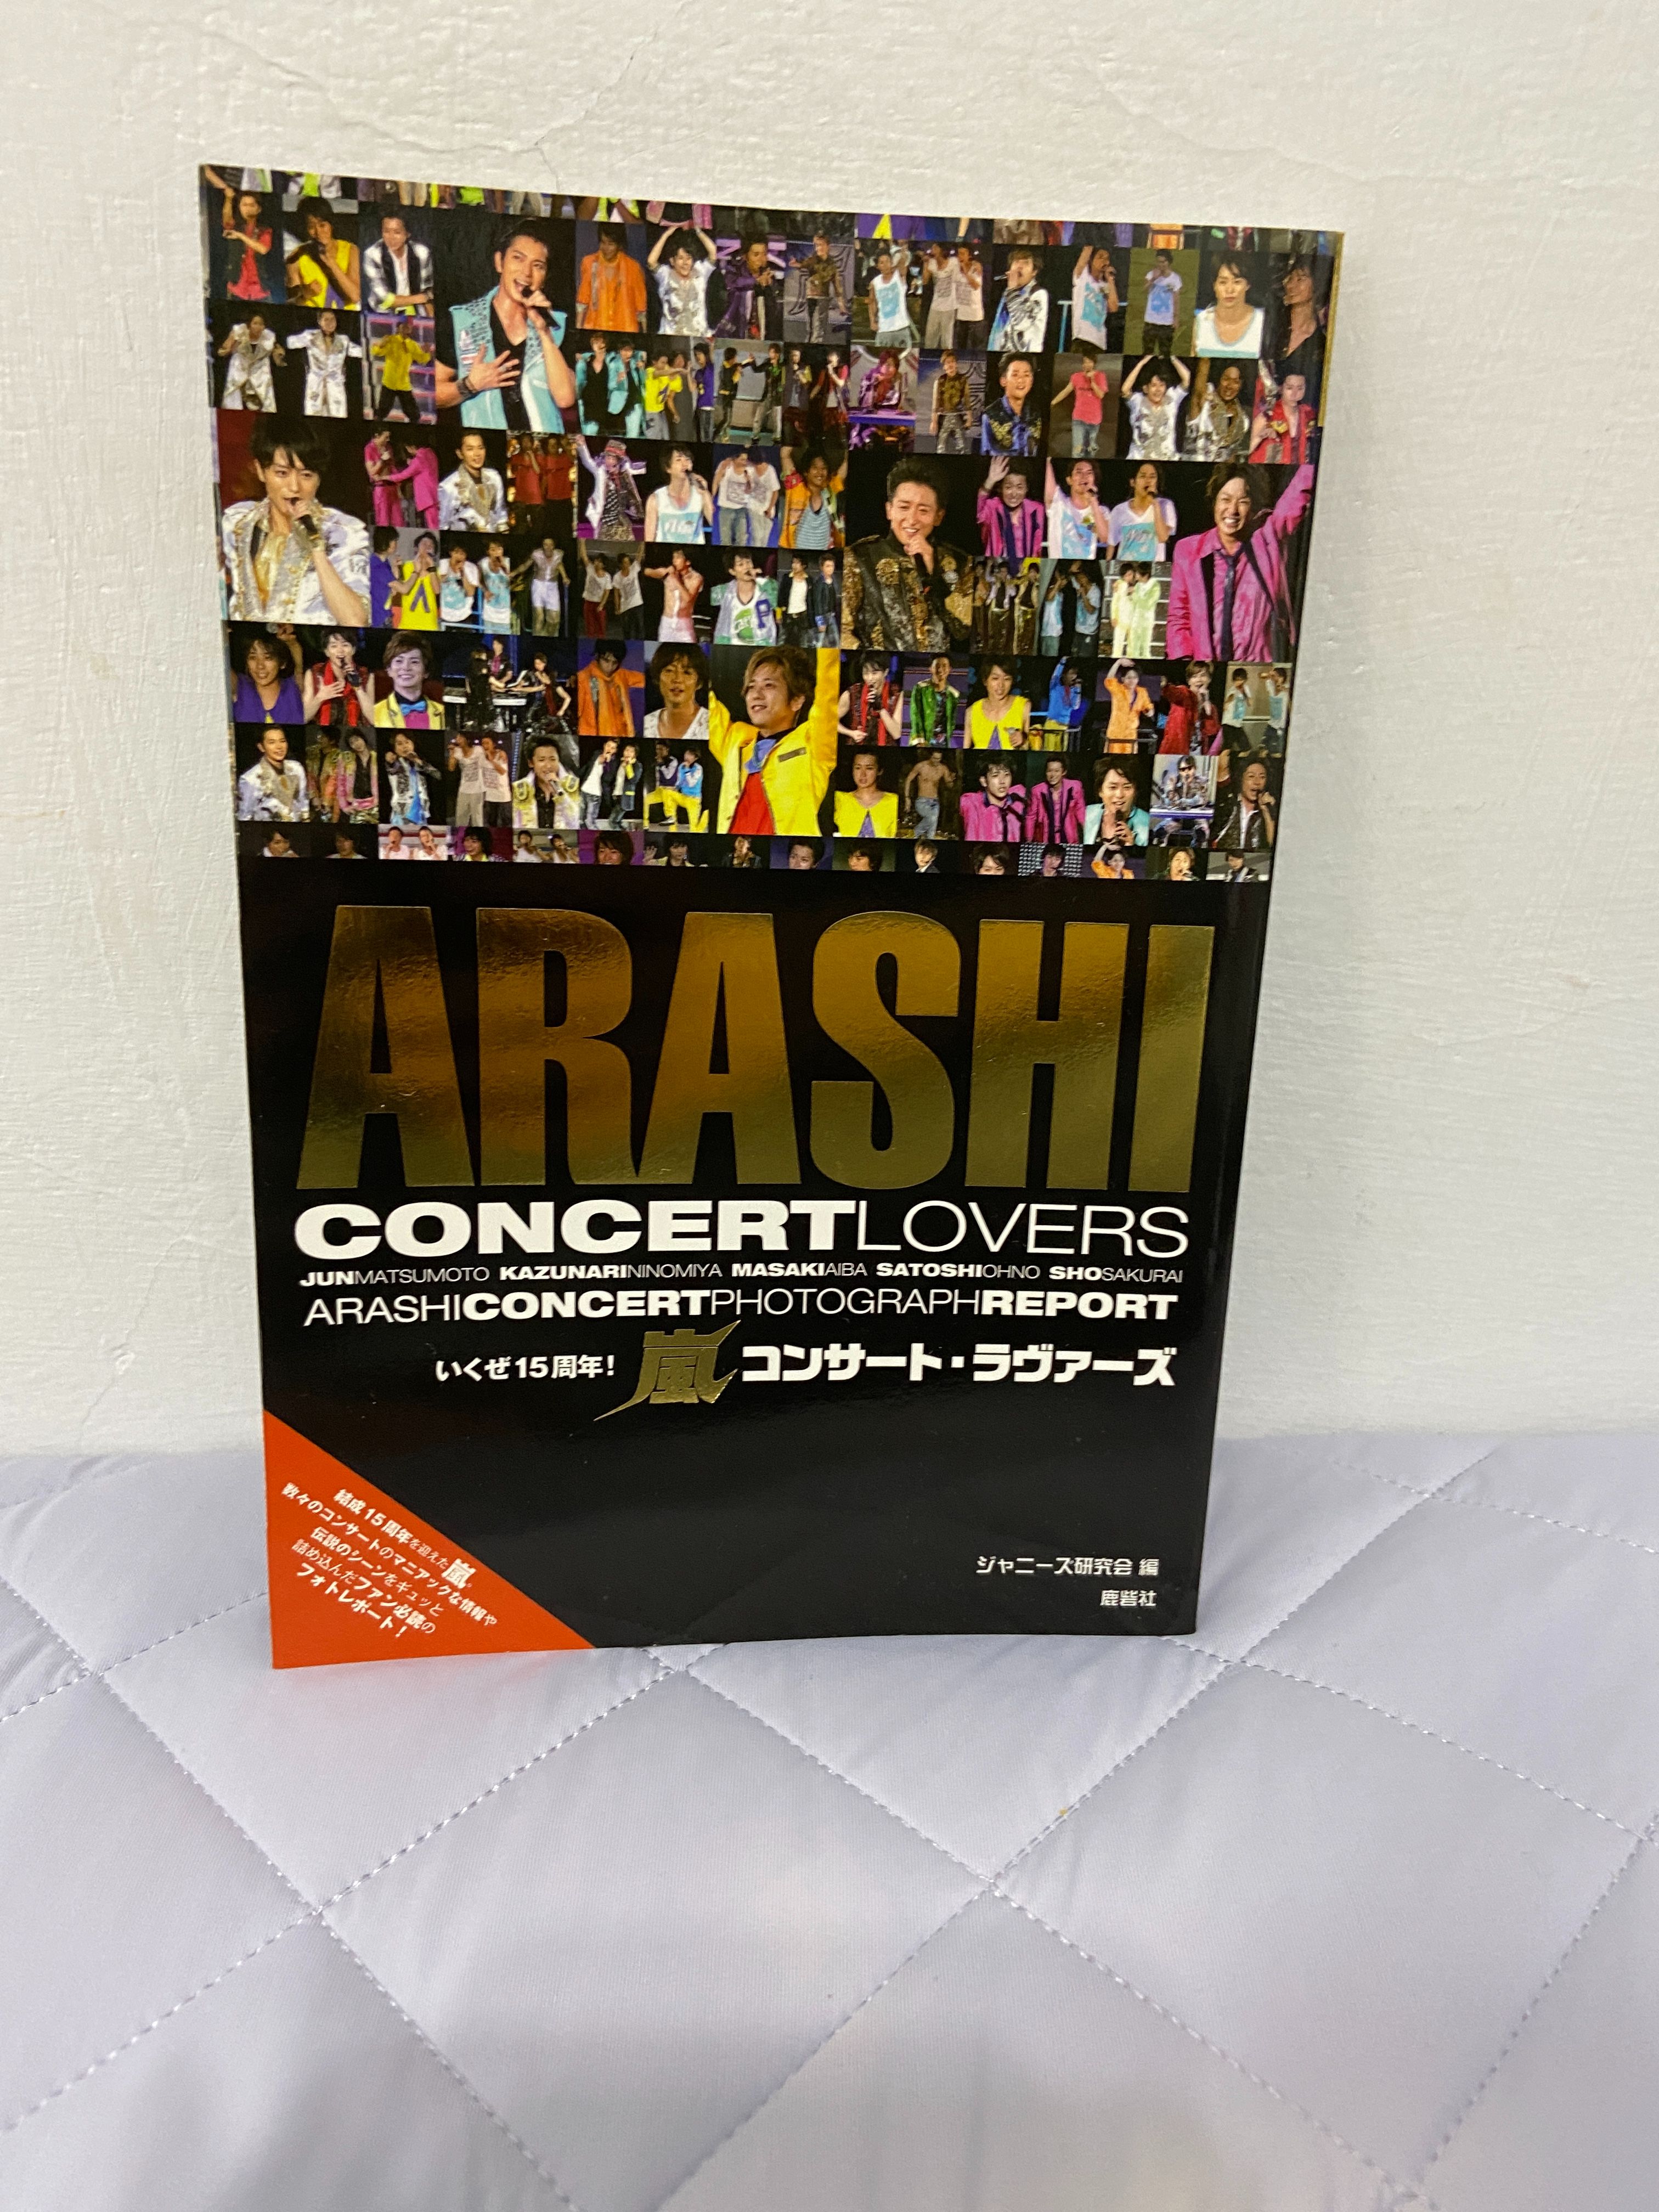 ARASHI
CONCERTLOVERS
JUNMATSUMOTO KAZUNARININOMIYA MASAKIAIBA SATOSHIOHNO SHOSAKURAI
ARASHICONCERTPHOTOGRAPHREPORT
いくぜ15周年! 嵐 コンサート・ラヴァーズ
結成15周年を迎えた嵐。
数々のコンサートのマニアックな情報や
伝説のシーンをギュッと
詰め込んだファン必読の
フォトレポート!
ジャニーズ研究会 編
鹿砦社